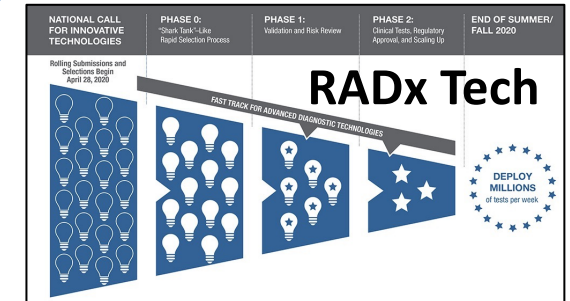 NATIONAL CALL
FOR INNOVATIVE
TECHNOLOGIES
PHASE 0:
"Shark Tank"-Like
Rapid Selection Process
PHASE 1:
Validation and Risk Review
PHASE 2:
Clinical Tests, Regulatory
Approval, and Scaling Up
END OF SUMMER/
FALL 2020
Rolling Submissions and
Selections Begin
April 28, 2020
RADx Tech
FAST TRACK FOR ADVANCED DIAGNOSTIC TECHNOLOGIES
DEPLOY
MILLIONS
of tests per week